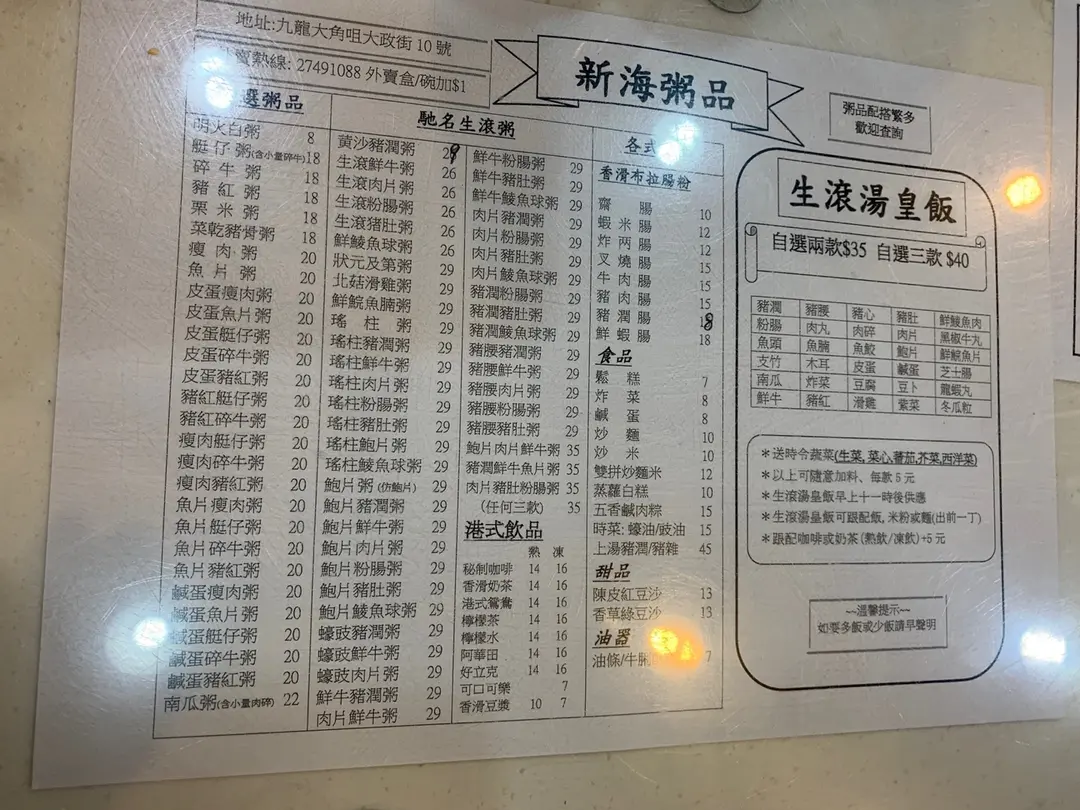 地址:九龍大角咀大政街 10 號
賣熱線: 27491088 外賣盒/碗加$1
新海粥品
粥品配搭繁多
歡迎查詢
選粥品
明火白粥 8
艇仔粥(含小量碎牛) 18
碎牛粥 18
豬紅粥 18
粟米粥 18
菜乾豬骨粥 18
瘦肉粥 20
魚片粥 20
皮蛋瘦肉粥 20
皮蛋魚片粥 20
皮蛋艇仔粥 20
皮蛋碎牛粥 20
皮蛋豬紅粥 20
豬紅艇仔粥 20
豬紅碎牛粥 20
瘦肉艇仔粥 20
瘦肉碎牛粥 20
瘦肉豬紅粥 20
魚片瘦肉粥 20
魚片艇仔粥 20
魚片碎牛粥 20
魚片豬紅粥 20
鹹蛋瘦肉粥 20
鹹蛋魚片粥 20
鹹蛋艇仔粥 20
鹹蛋碎牛粥 20
鹹蛋豬紅粥 20
南瓜粥(含小量肉碎) 22
馳名生滾粥
黃沙豬潤粥 29
生滾鮮牛粥 26
生滾肉片粥 26
生滾粉腸粥 26
生滾豬肚粥 26
鮮鯪魚球粥 26
狀元及第粥 29
北菇滑雞粥 29
鮮鯇魚腩粥 29
瑤柱粥 29
瑤柱豬潤粥 29
瑤柱鮮牛粥 29
瑤柱肉片粥 29
瑤柱粉腸粥 29
瑤柱豬肚粥 29
瑤柱鮑片粥 29
瑤柱鯪魚球粥 29
鮑片粥(仿鮑片) 29
鮑片豬潤粥 29
鮑片鮮牛粥 29
鮑片肉片粥 29
鮑片粉腸粥 29
鮑片豬肚粥 29
鮑片鯪魚球粥 29
蠔豉豬潤粥 29
蠔豉鮮牛粥 29
蠔豉肉片粥 29
鮮牛豬潤粥 29
肉片鮮牛粥 29
鮮牛粉腸粥 29
鮮牛豬肚粥 29
鮮牛鯪魚球粥 29
肉片豬潤粥 29
肉片粉腸粥 29
肉片豬肚粥 29
肉片鯪魚球粥 29
豬潤粉腸粥 29
豬潤豬肚粥 29
豬潤鯪魚球粥 29
豬腰豬潤粥 29
豬腰鮮牛粥 29
豬腰肉片粥 29
豬腰粉腸粥 29
豬腰豬肚粥 29
鮑片肉片鮮牛粥 35
豬潤鮮牛魚片粥 35
肉片豬肚粉腸粥 35
(任何三款) 35
港式飲品
熱 凍
秘制咖啡 14 16
香滑奶茶 14 16
港式鴛鴦 14 16
檸檬茶 14 16
檸檬水 14 16
阿華田 14 16
好立克 14 16
可口可樂 7
香滑豆漿 10 7
各式
香滑布拉腸粉
齋腸 10
蝦米腸 12
炸两腸 12
叉燒腸 15
牛肉腸 15
豬肉腸 15
豬潤腸 18
鮮蝦腸 18
食品
鬆糕 7
炸菜 8
鹹蛋 8
炒麵 10
炒米 10
雙拼炒麵米 12
蒸蘿白糕 10
五香鹹肉粽 15
時菜: 蠔油/豉油 15
上湯豬潤/豬雜 45
甜品
陳皮紅豆沙 13
香草綠豆沙 13
油器
油條/牛脷 7
生滾湯皇飯
自選兩款$35 自選三款 $40
豬潤 豬腰 豬心 豬肚 鮮鯪魚肉
粉腸 肉丸 肉碎 肉片 黑椒牛丸
魚頭 魚腩 魚鮫 鮑片 鮮鯇魚片
支竹 木耳 皮蛋 鹹蛋 芝士腸
南瓜 炸菜 豆腐 豆卜 龍蝦丸
鮮牛 豬紅 滑雞 紫菜 冬瓜粒
＊送時令蔬菜(生菜, 菜心,蕃茄,芥菜,西洋菜)
＊以上可隨意加料、每款 5 元
＊生滾湯皇飯早上十一時後供應
＊生滾湯皇飯可跟配飯, 米粉或麵(出前一丁)
＊跟配咖啡或奶茶 (熱飲/凍飲) +5 元
~~溫馨提示~~
如要多飯或少飯請早聲明